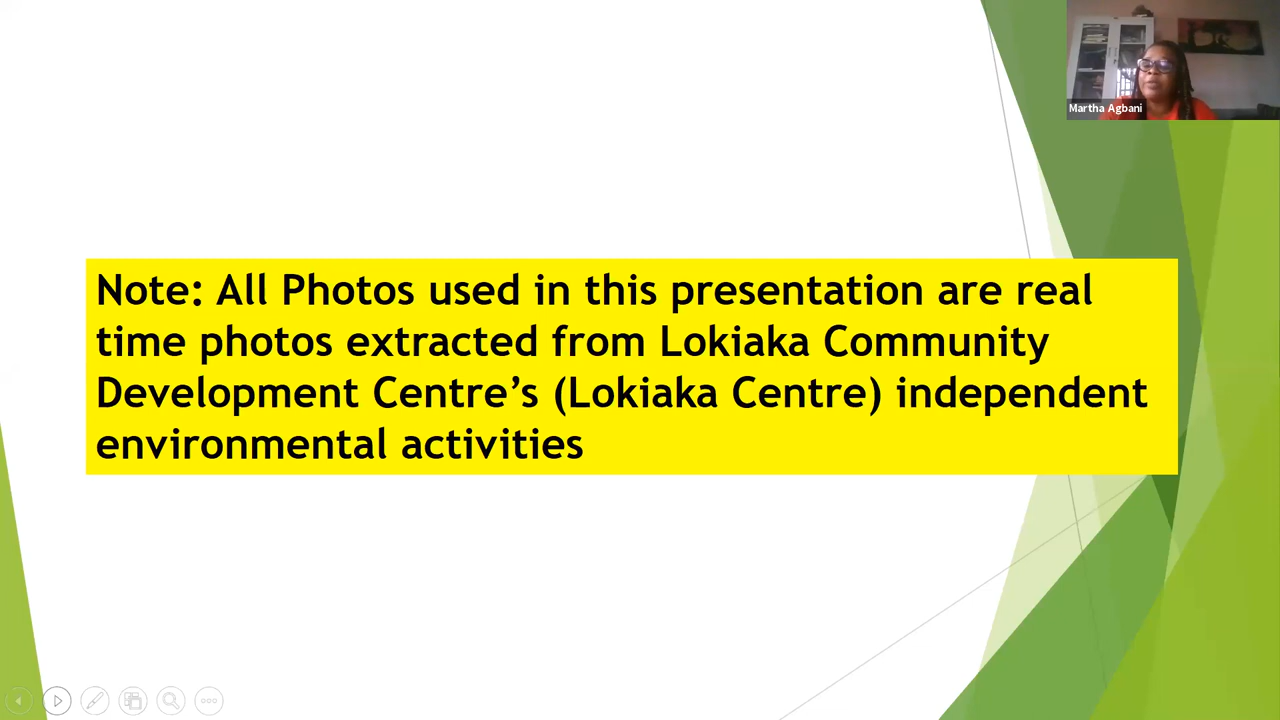 Martha Agbani
Note: All Photos used in this presentation are real
time photos extracted from Lokiaka Community
Development Centre’s (Lokiaka Centre) independent
environmental activities